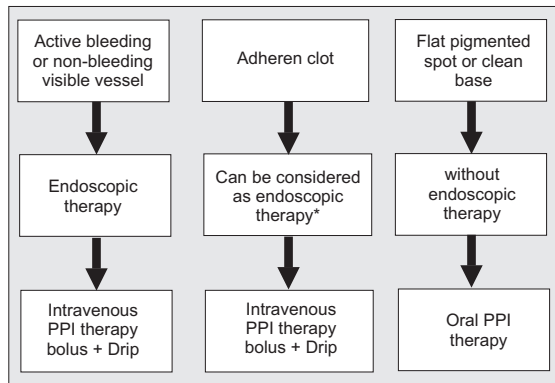 Active bleeding
or non-bleeding
visible vessel
Adheren clot
Flat pigmented
spot or clean
base
Endoscopic
therapy
Can be considered
as endoscopic
therapy*
without
endoscopic
therapy
Intravenous
PPI therapy
bolus + Drip
Intravenous
PPI therapy
bolus + Drip
Oral PPI
therapy